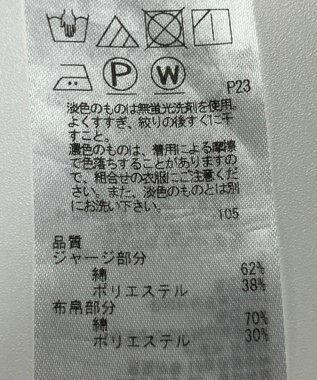 P
W
P23
淡色のものは無蛍光洗剤を使用。
よくすすぎ、絞りの後すぐに干
すこと。
濃色のものは、着用による摩擦
で色落ちすることがありますの
で、組合せの衣服にご注意くだ
さい。また、淡色のものとは別
にお洗い下さい。
105
品質
ジャージ部分
綿 62%
ポリエステル 38%
布帛部分
綿 70%
ポリエステル 30%